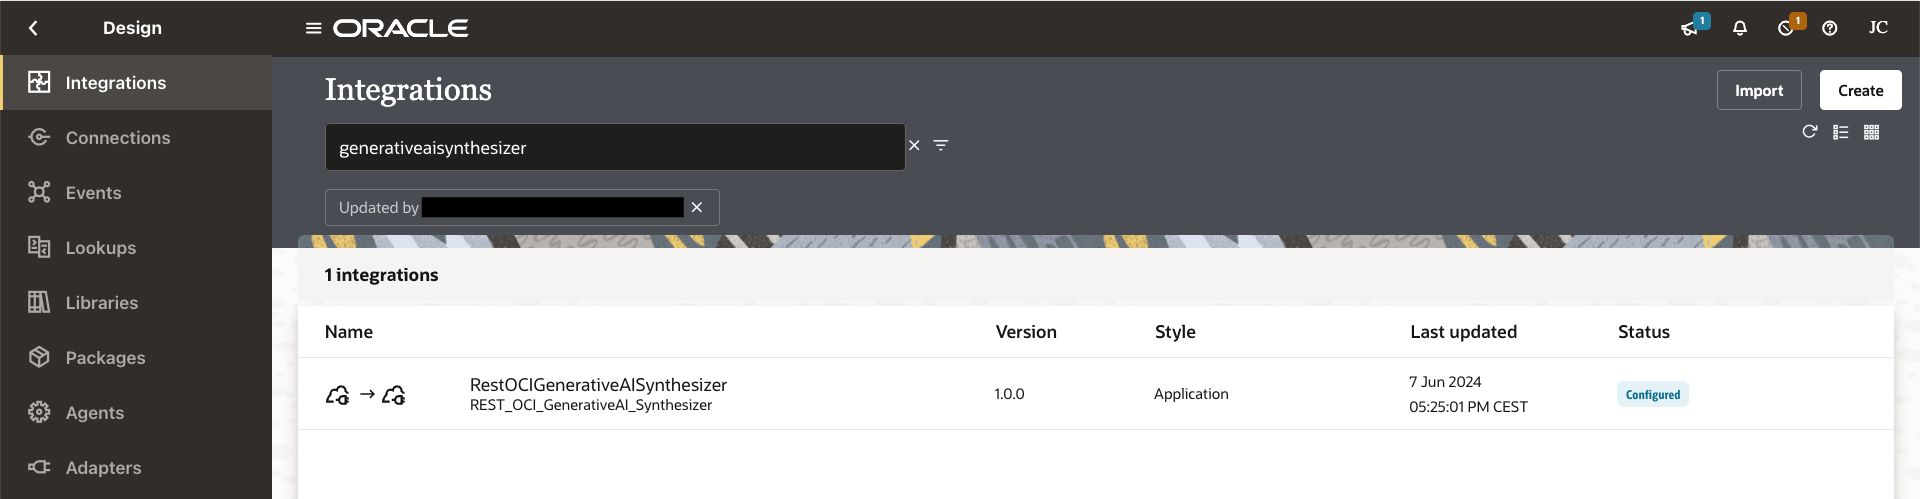 Design
ORACLE
1
1
JC
Integrations
Connections
Events
Lookups
Libraries
Packages
Agents
Adapters
Integrations
Import
Create
generativeaisynthesizer
Updated by
1 integrations
Name Version Style Last updated Status
RestOCIGenerativeAISynthesizer
REST_OCI_GenerativeAI_Synthesizer
1.0.0
Application
7 Jun 2024
05:25:01 PM CEST
Configured